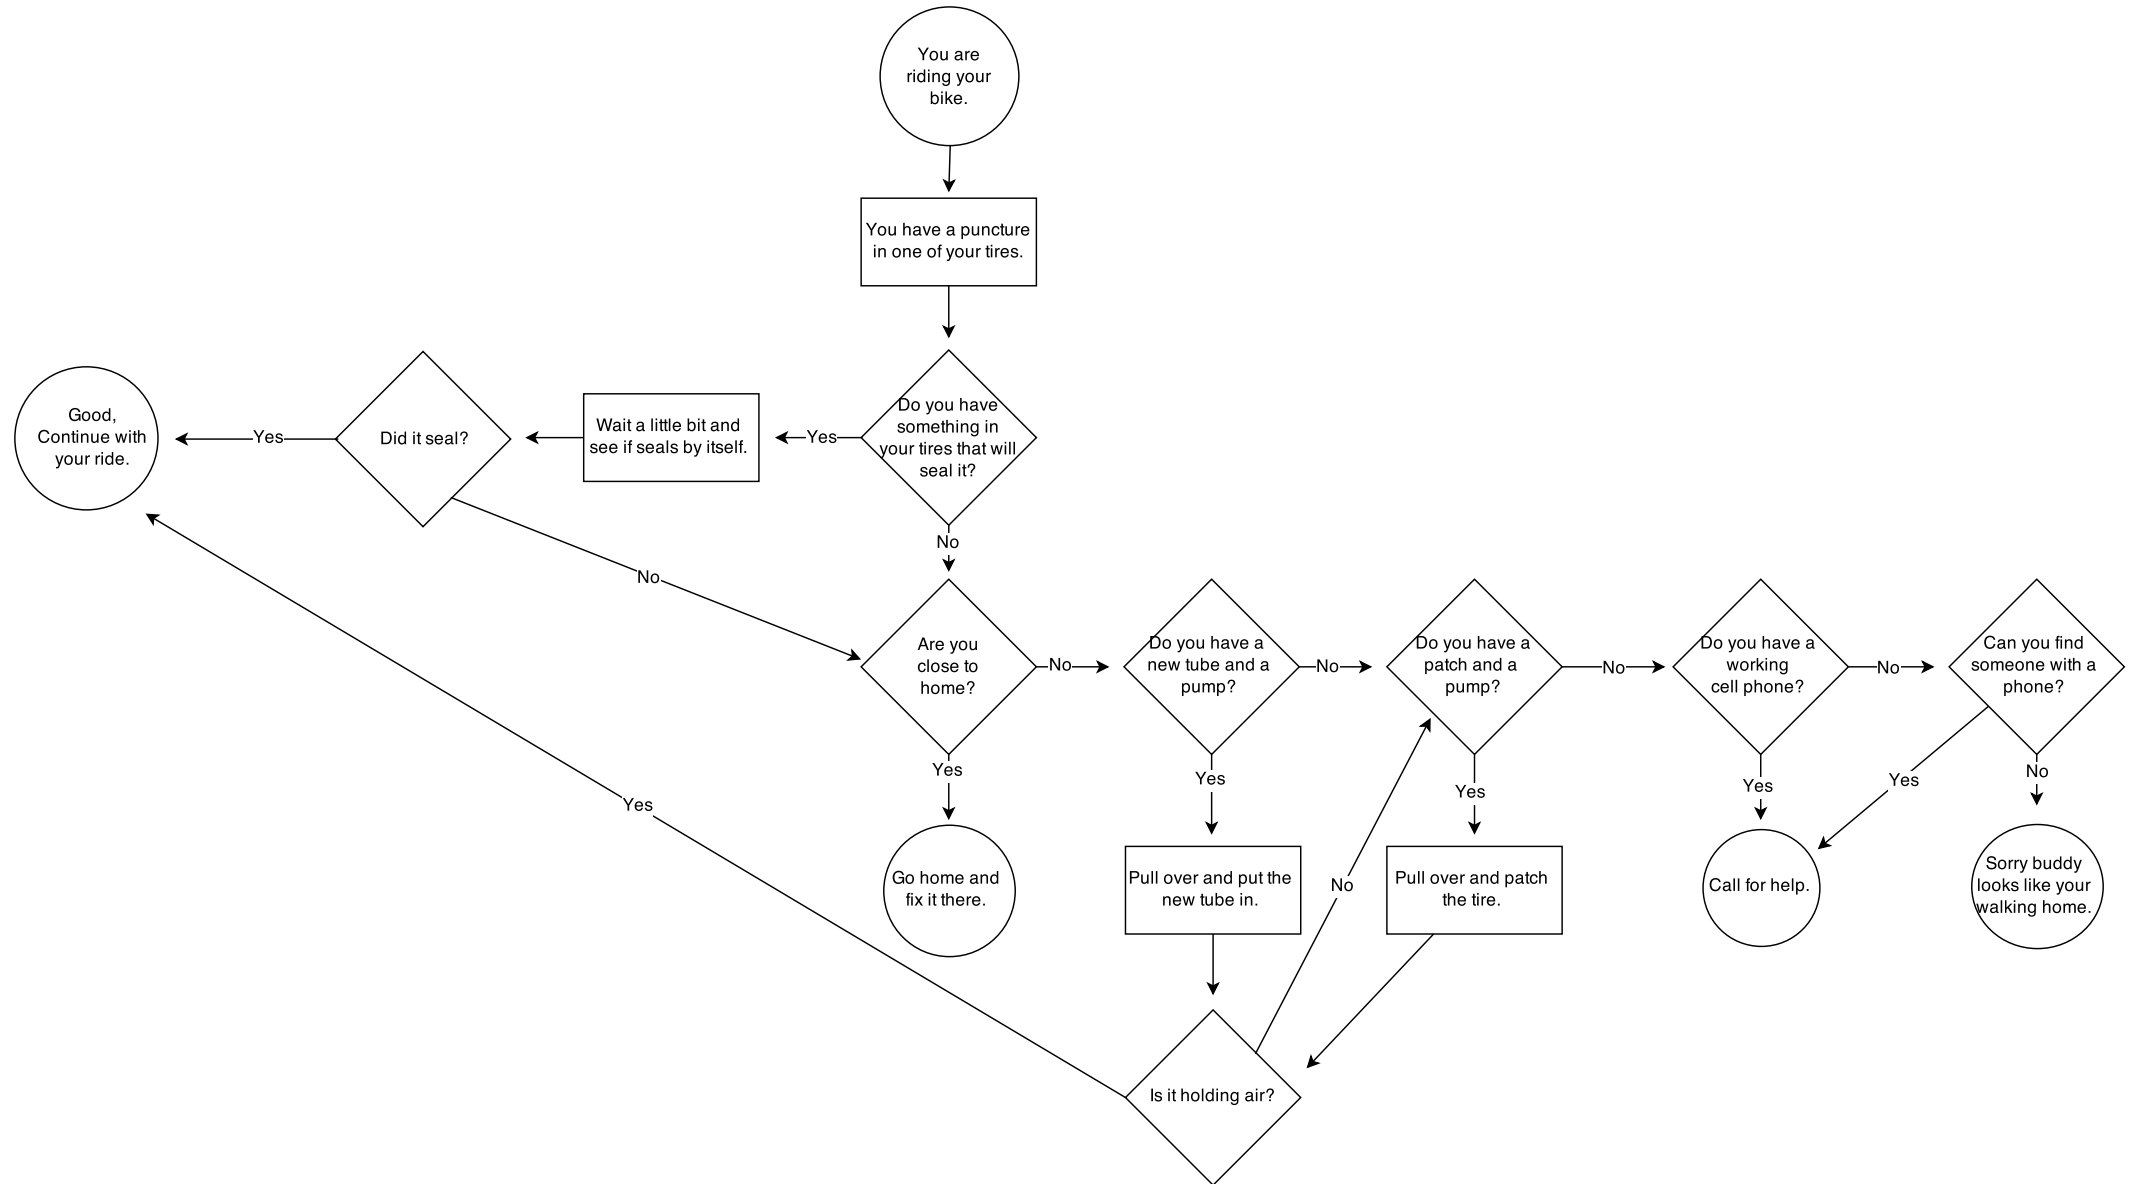 You are
riding your
bike.
You have a puncture
in one of your tires.
Good,
Continue with
your ride.
Yes
Did it seal?
Wait a little bit and
see if seals by itself.
Yes
Do you have
something in
your tires that will
seal it?
No
No
Are you
close to
home?
No
Do you have a
new tube and a
pump?
No
Do you have a
patch and a
pump?
No
Do you have a
working
cell phone?
No
Can you find
someone with a
phone?
Yes
Yes
Yes
Yes
Yes
No
Yes
Go home and
fix it there.
Pull over and put the
new tube in.
No
Pull over and patch
the tire.
Call for help.
Sorry buddy
looks like your
walking home.
Is it holding air?